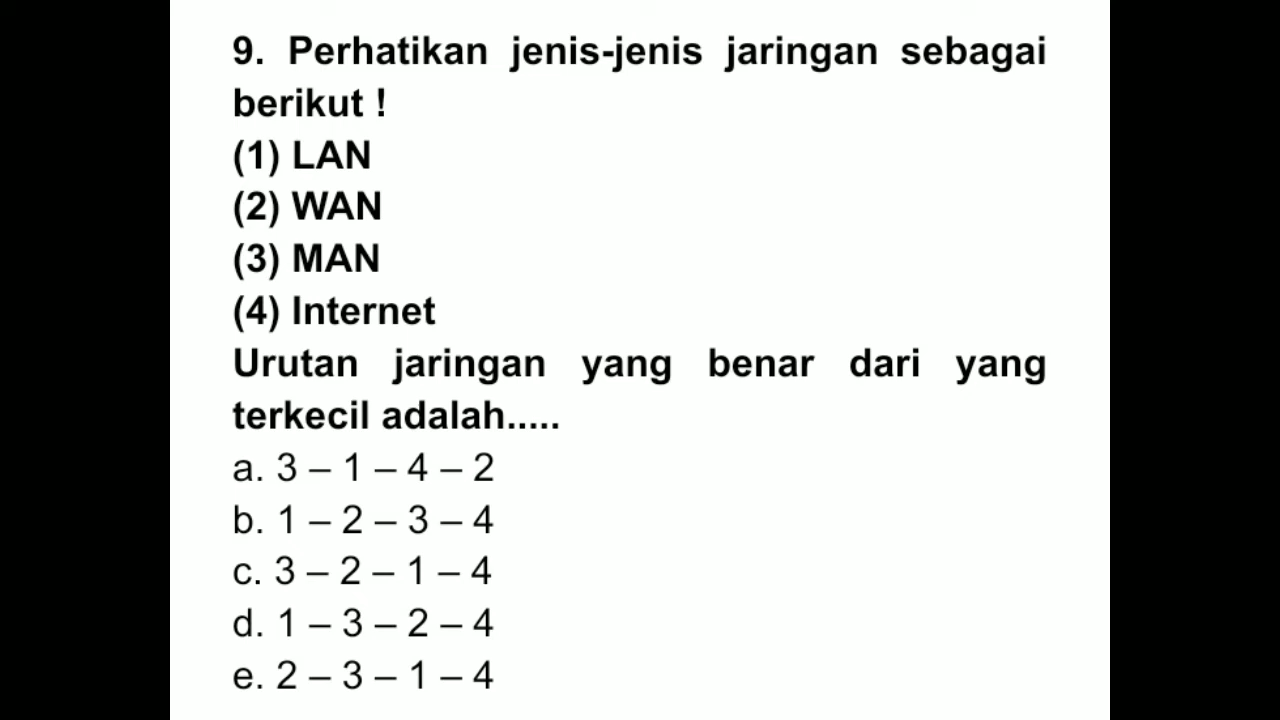 9. Perhatikan jenis-jenis jaringan sebagai
berikut !
(1) LAN
(2) WAN
(3) MAN
(4) Internet
Urutan jaringan yang benar dari yang
terkecil adalah.....
a. 3 – 1 – 4 – 2
b. 1 – 2 – 3 – 4
c. 3 – 2 – 1 – 4
d. 1 – 3 – 2 – 4
e. 2 – 3 – 1 – 4